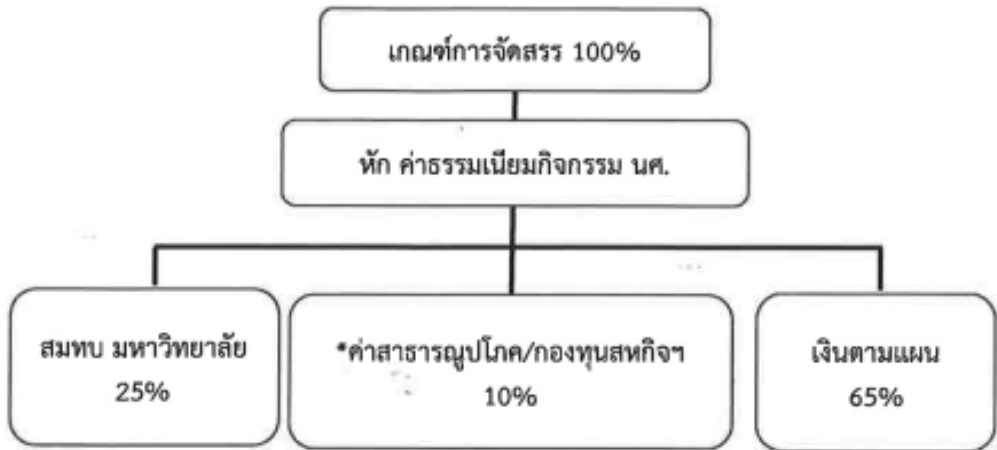 เกณฑ์การจัดสรร 100%
หัก ค่าธรรมเนียมกิจกรรม นศ.
สมทบ มหาวิทยาลัย
25%
*ค่าสาธารณูปโภค/กองทุนสหกิจฯ
10%
เงินตามแผน
65%